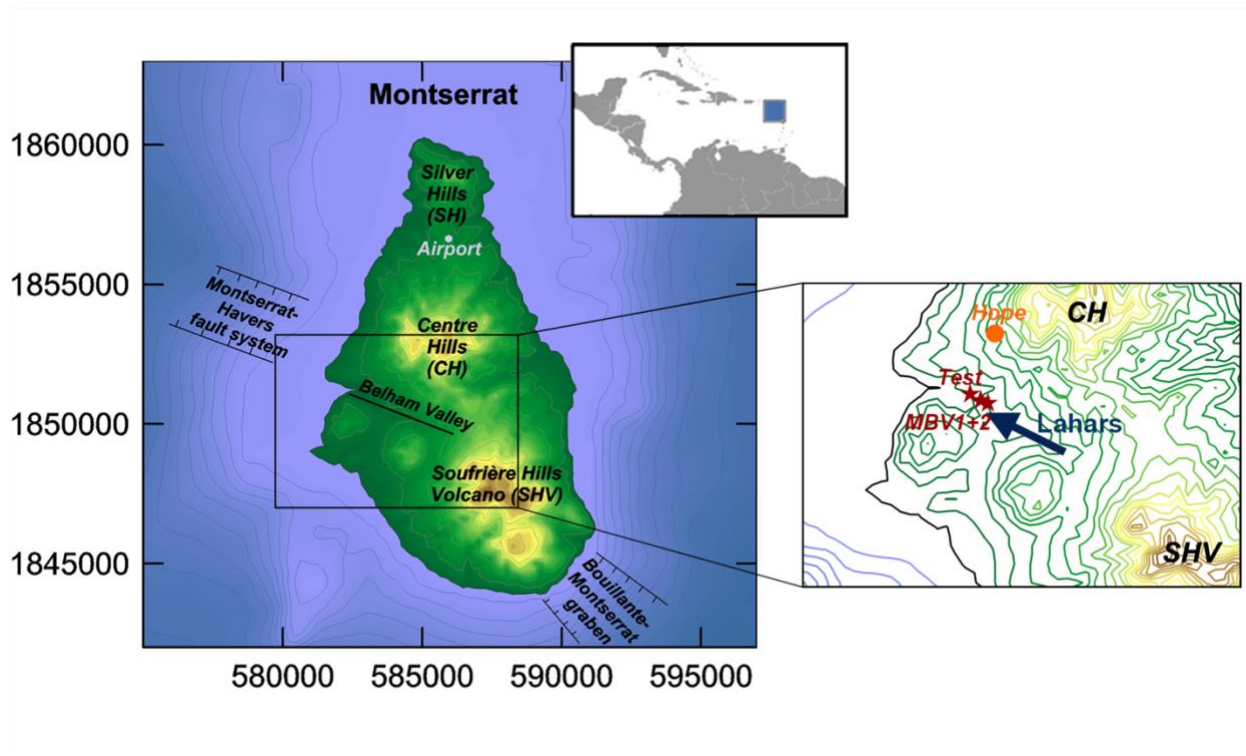 Montserrat
1860000
1855000
1850000
1845000
580000
585000
590000
595000
Silver
Hills
(SH)
Airport
Montserrat-
Havers
fault system
Centre
Hills
(CH)
Belham Valley
Soufrière Hills
Volcano (SHV)
Bouillante-
Montserrat
graben
Hope
CH
Test
MBV1+2
Lahars
SHV